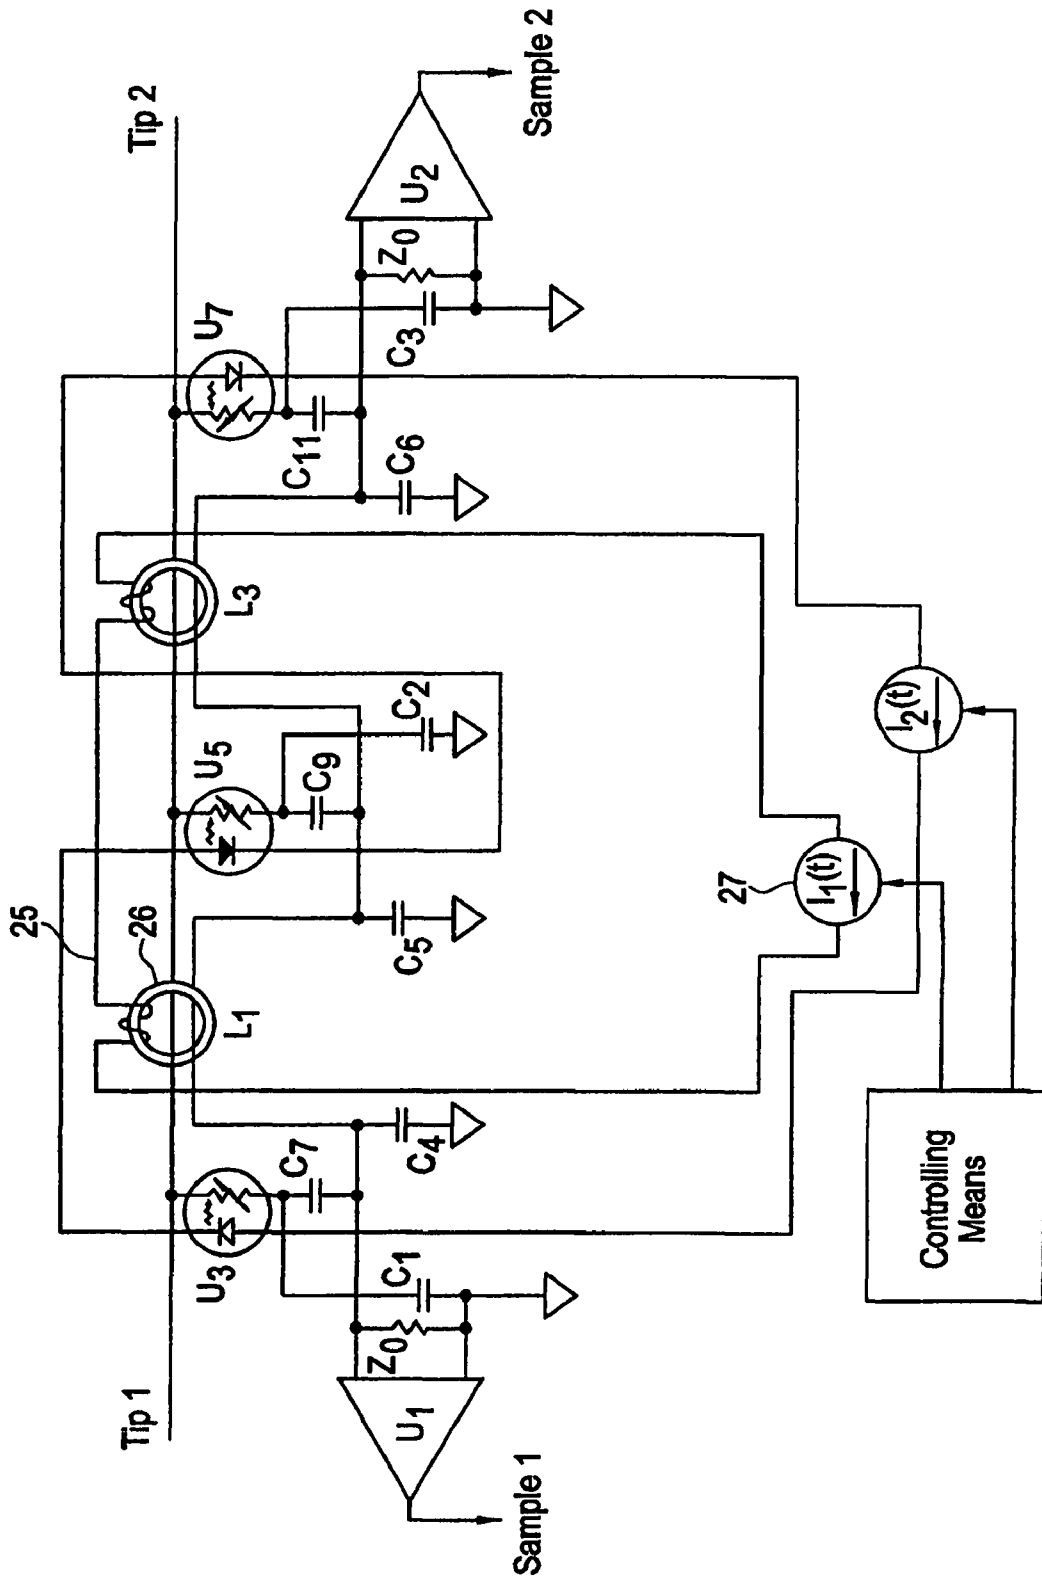 Tip 1
Tip 2
25
26
U3
U5
U7
L1
L3
C7
C9
C11
C1
C4
C5
C2
C6
C3
Z0
Z0
U1
U2
Sample 1
Sample 2
27
I1(t)
I2(t)
Controlling
Means